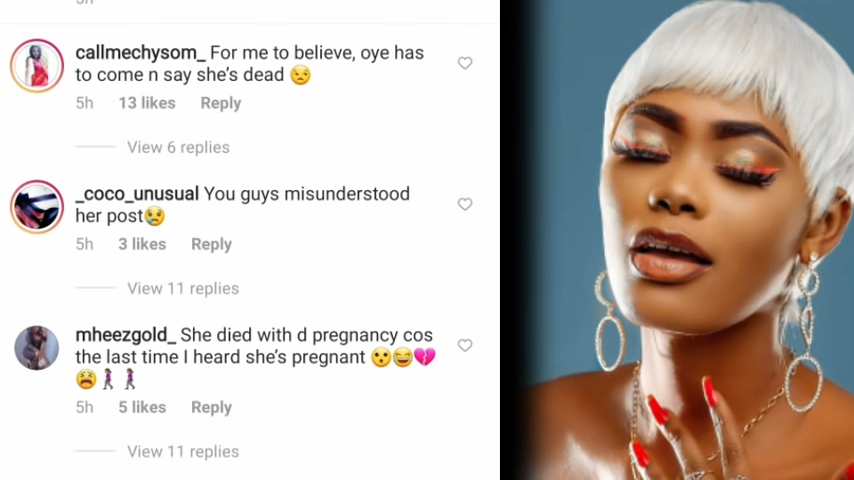 callmechysom_ For me to believe, oye has
to come n say she's dead 😒
5h 13 likes Reply
View 6 replies
_coco_unusual You guys misunderstood
her post😢
5h 3 likes Reply
View 11 replies
mheezgold_ She died with d pregnancy cos
the last time I heard she's pregnant 😯😂💔
😫🚶🏾‍♀️🚶🏾‍♀️
5h 5 likes Reply
View 11 replies